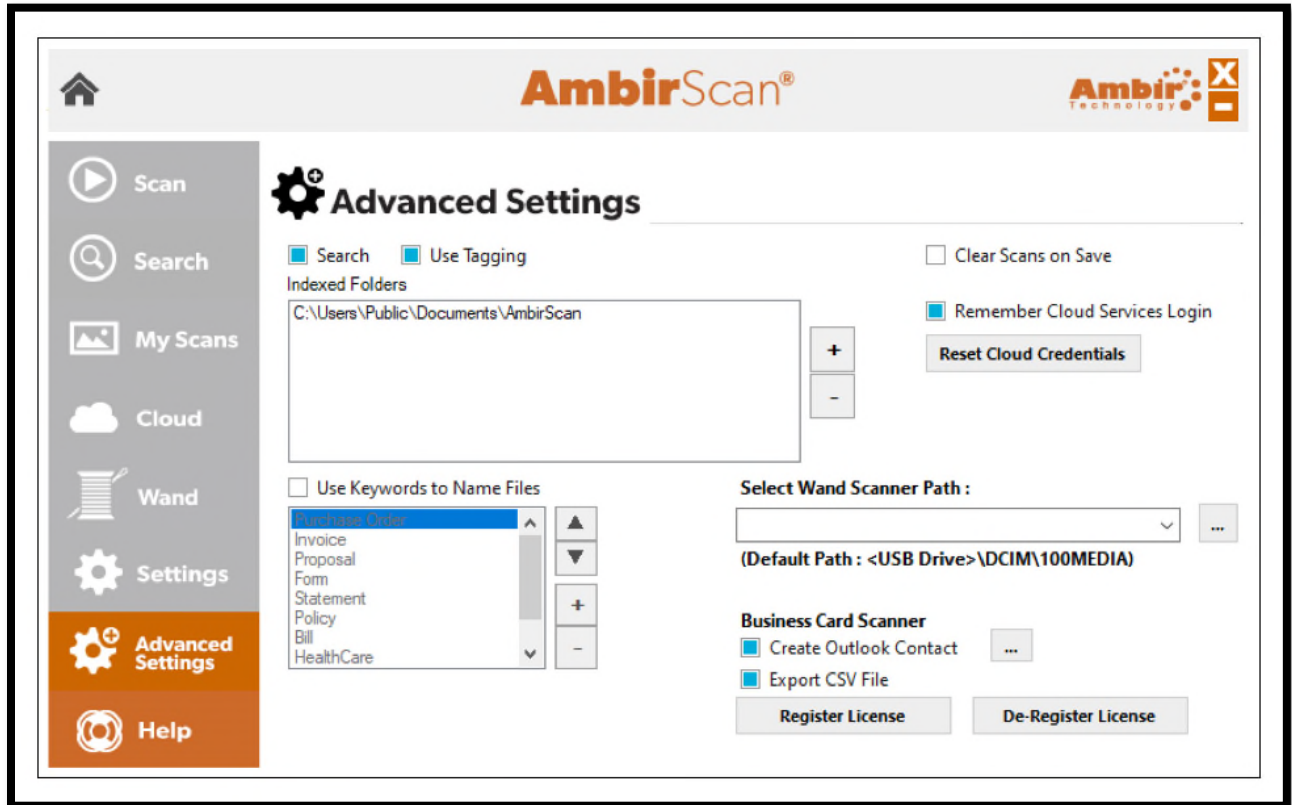 AmbirScan®
Ambir
Technology
X
Scan
Search
My Scans
Cloud
Wand
Settings
Advanced
Settings
Help
Advanced Settings
Search
Use Tagging
Clear Scans on Save
Indexed Folders
C:\Users\Public\Documents\AmbirScan
+
-
Remember Cloud Services Login
Reset Cloud Credentials
Use Keywords to Name Files
Purchase Order
Invoice
Proposal
Form
Statement
Policy
Bill
HealthCare
+
-
Select Wand Scanner Path :
...
(Default Path : <USB Drive>\DCIM\100MEDIA)
Business Card Scanner
Create Outlook Contact
...
Export CSV File
Register License
De-Register License